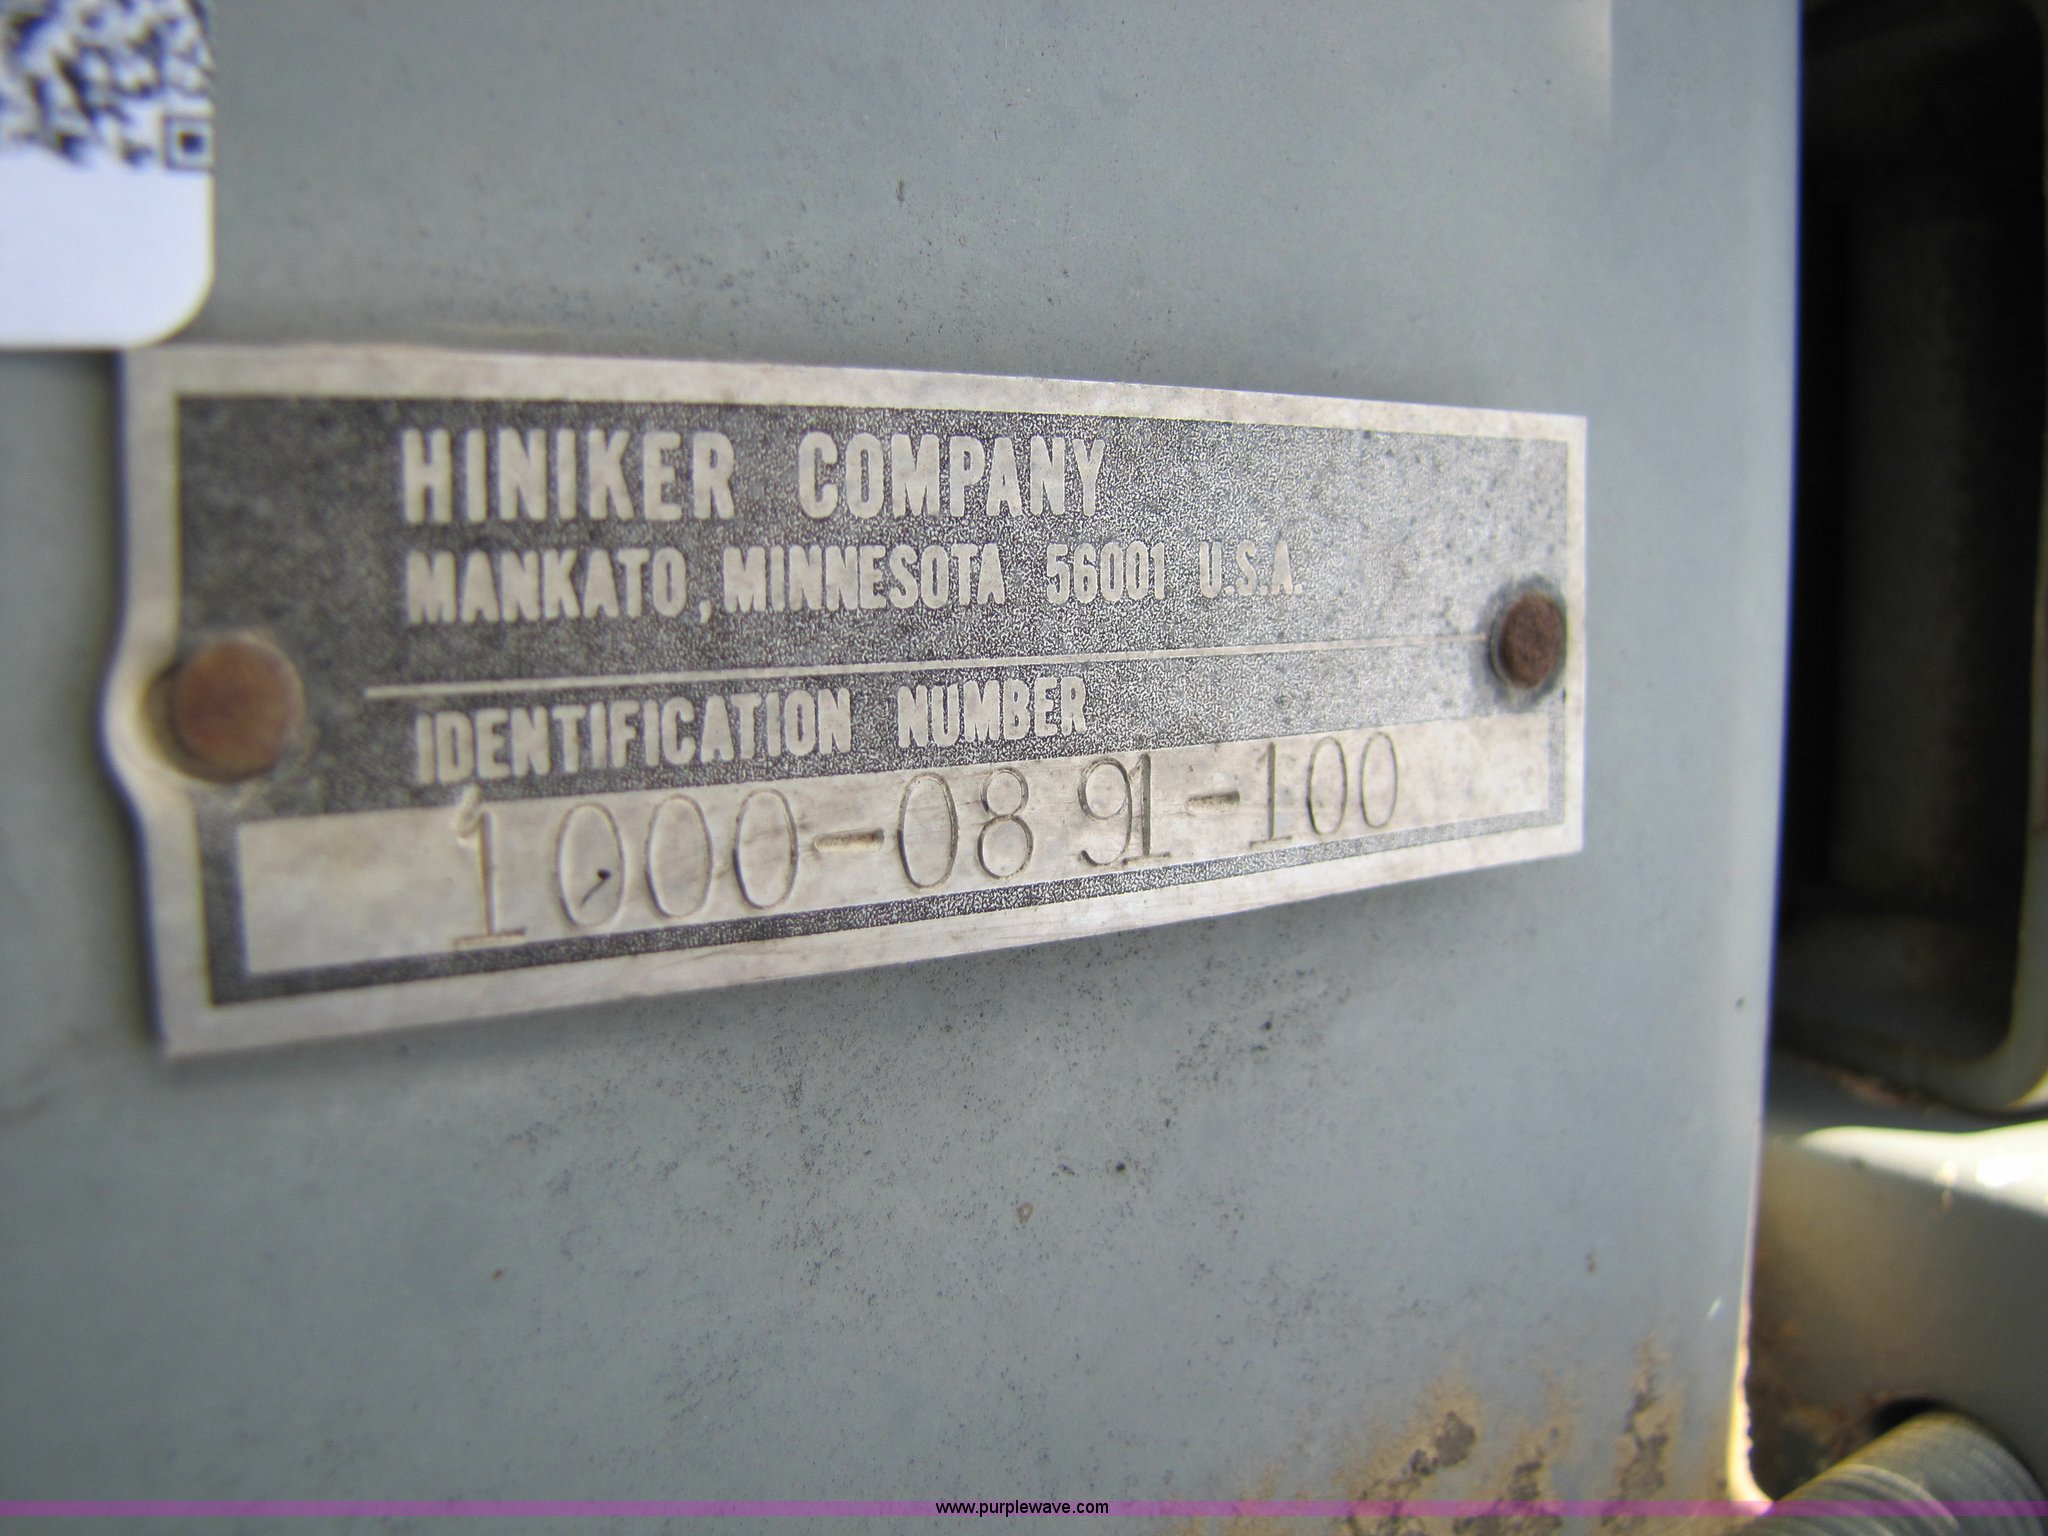 HINIKER COMPANY
MANKATO, MINNESOTA 56001 U.S.A.
IDENTIFICATION NUMBER
1000-0891-100
www.purplewave.com